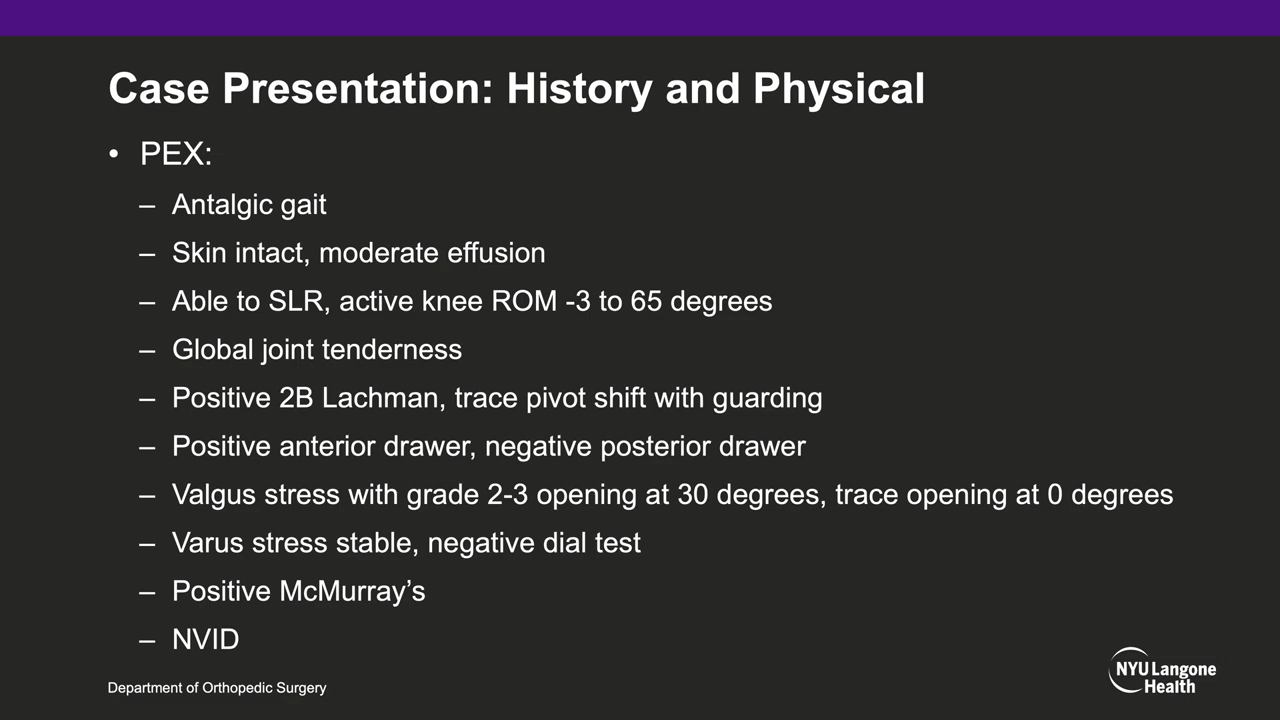 Case Presentation: History and Physical
• PEX:
– Antalgic gait
– Skin intact, moderate effusion
– Able to SLR, active knee ROM -3 to 65 degrees
– Global joint tenderness
– Positive 2B Lachman, trace pivot shift with guarding
– Positive anterior drawer, negative posterior drawer
– Valgus stress with grade 2-3 opening at 30 degrees, trace opening at 0 degrees
– Varus stress stable, negative dial test
– Positive McMurray’s
– NVID
Department of Orthopedic Surgery
NYU Langone
Health